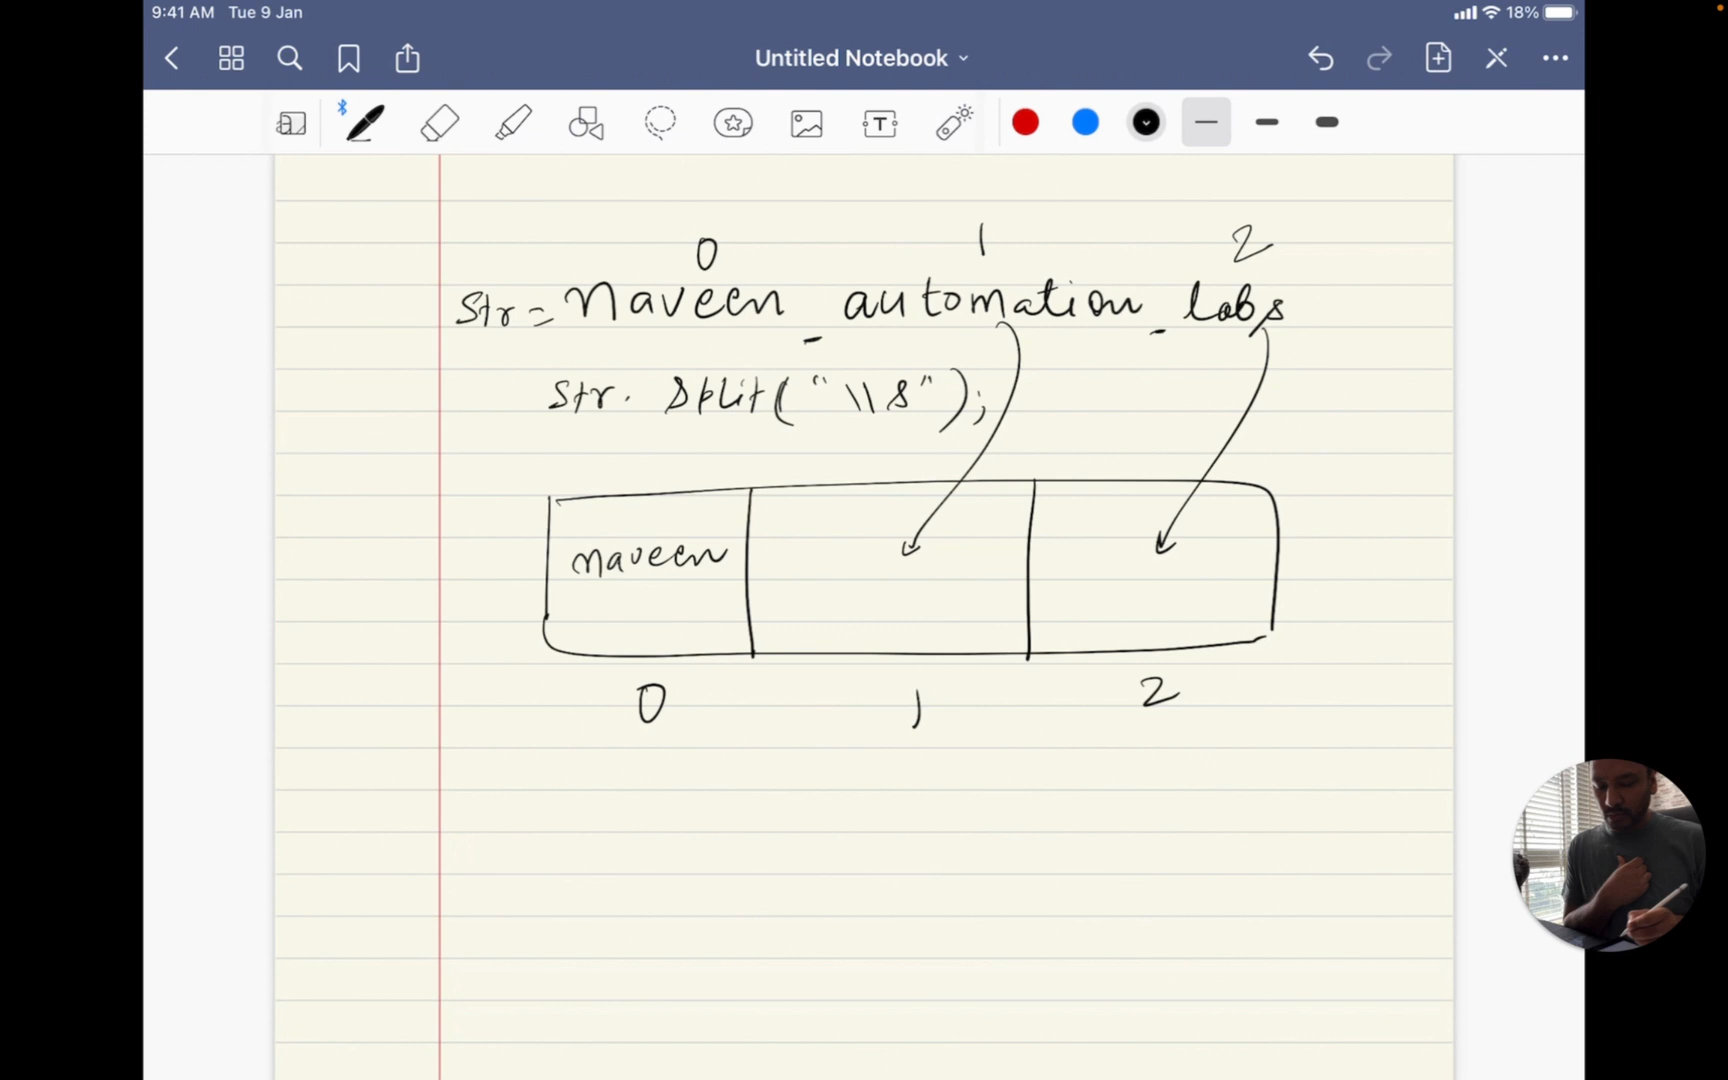 9:41 AM Tue 9 Jan 18%
Untitled Notebook
T
0 1 2
Str = Naveen _ automation _ labs
Str. Split("\\s");
naveen
0 1 2